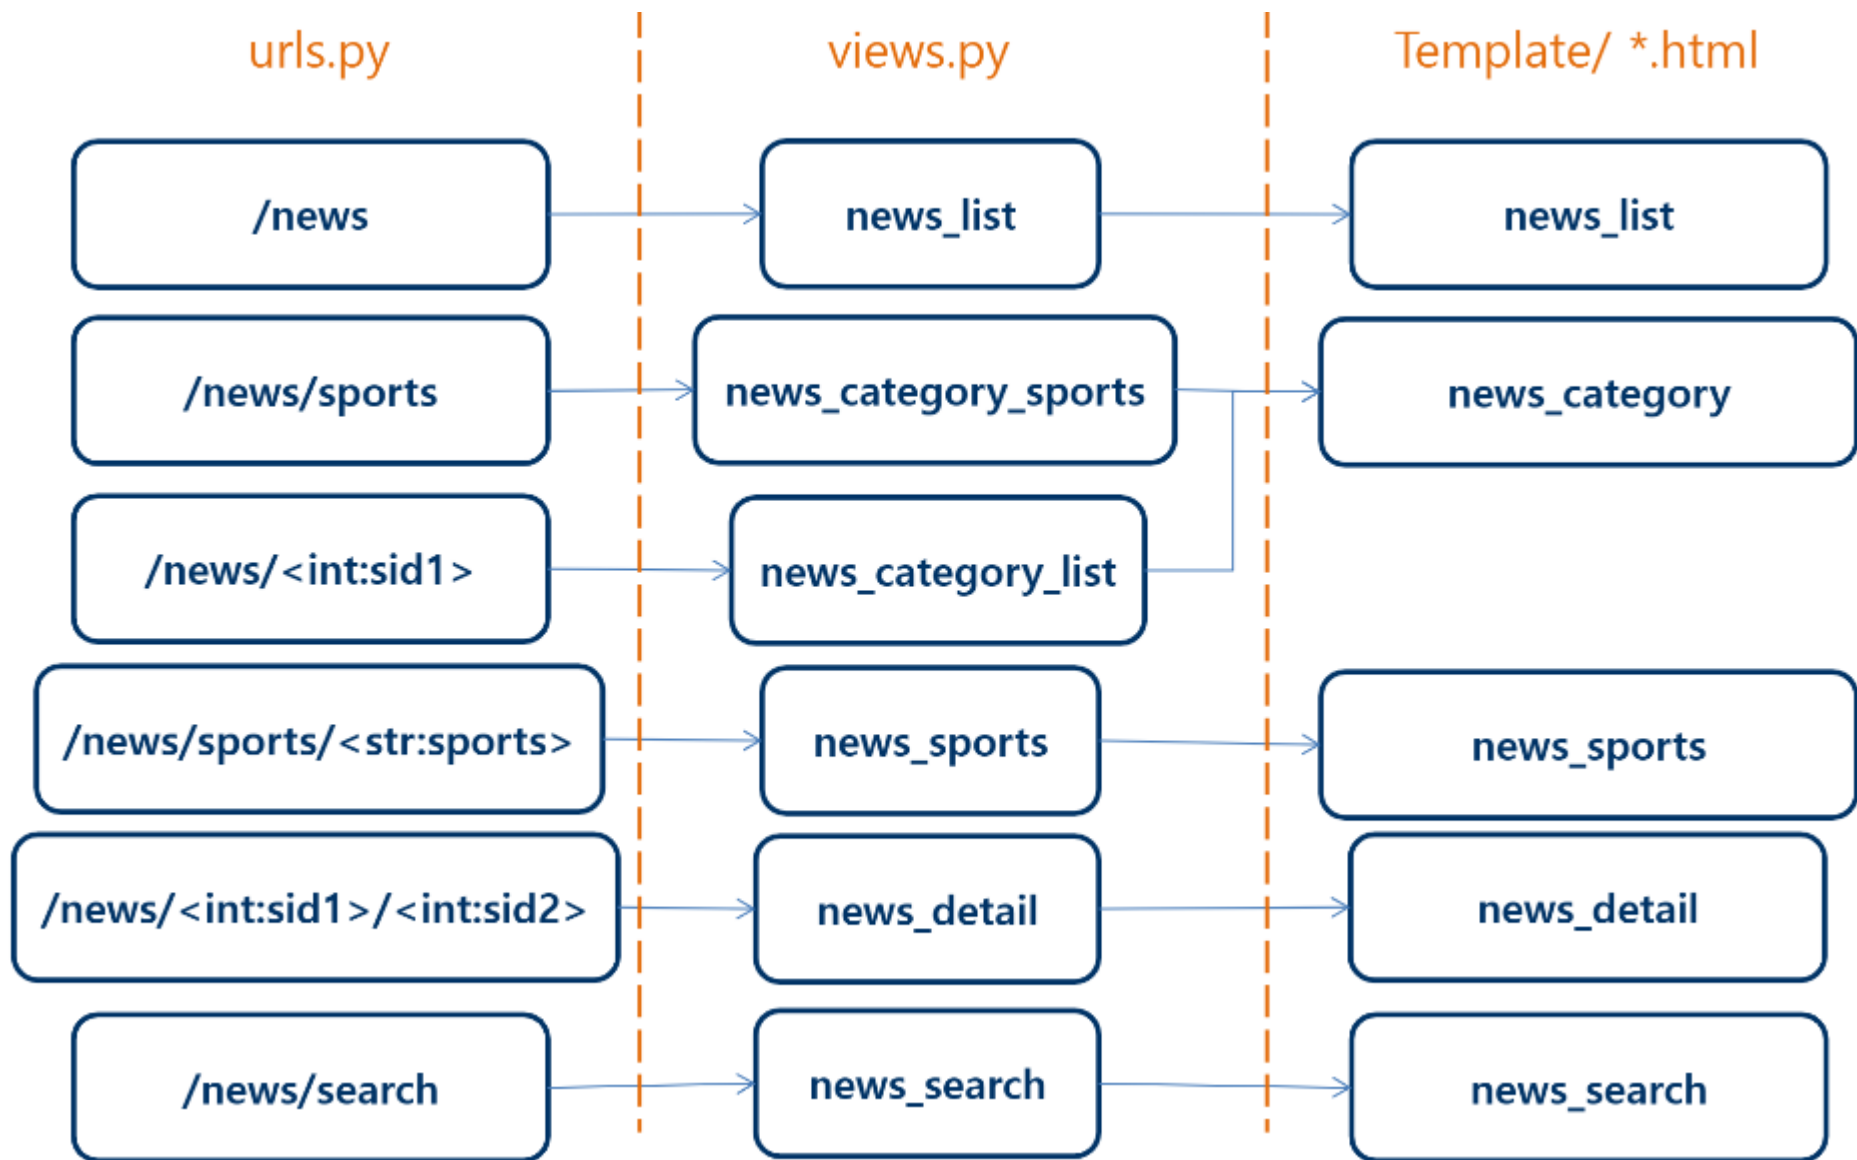 urls.py
views.py
Template/ *.html
/news
news_list
news_list
/news/sports
news_category_sports
news_category
/news/<int:sid1>
news_category_list
/news/sports/<str:sports>
news_sports
news_sports
/news/<int:sid1>/<int:sid2>
news_detail
news_detail
/news/search
news_search
news_search